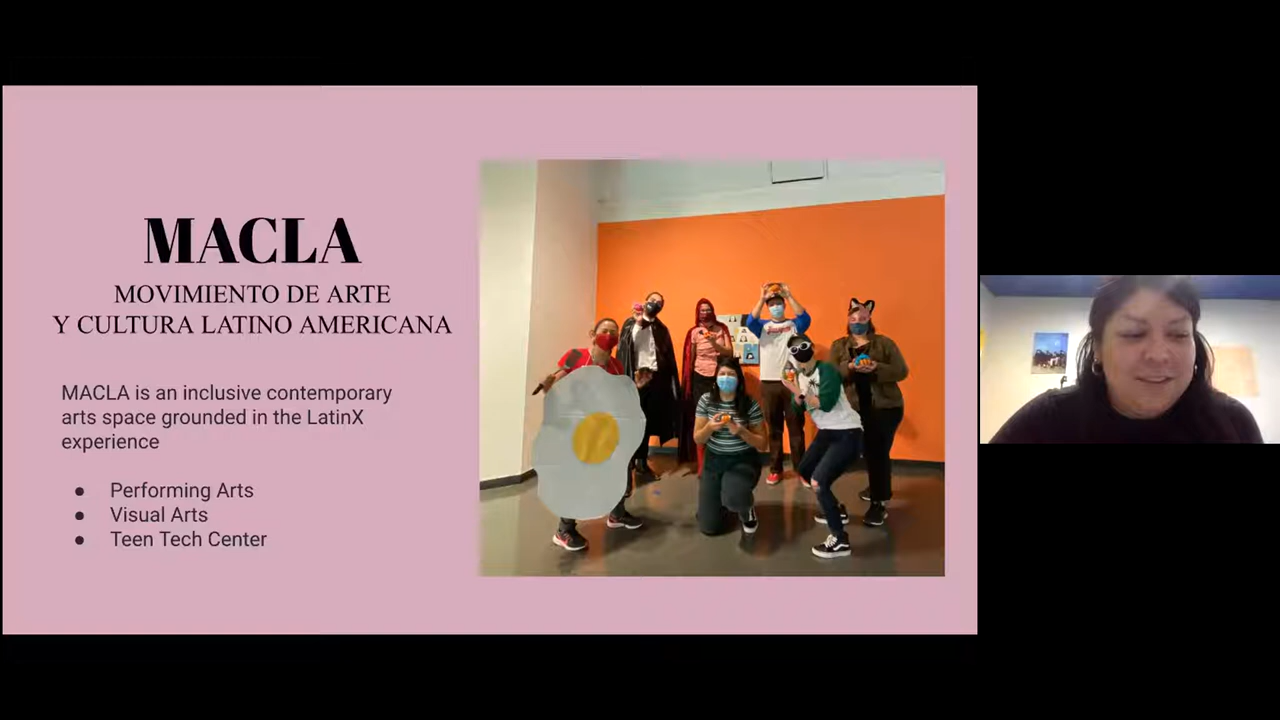 MACLA
MOVIMIENTO DE ARTE
Y CULTURA LATINO AMERICANA
MACLA is an inclusive contemporary
arts space grounded in the LatinX
experience
● Performing Arts
● Visual Arts
● Teen Tech Center